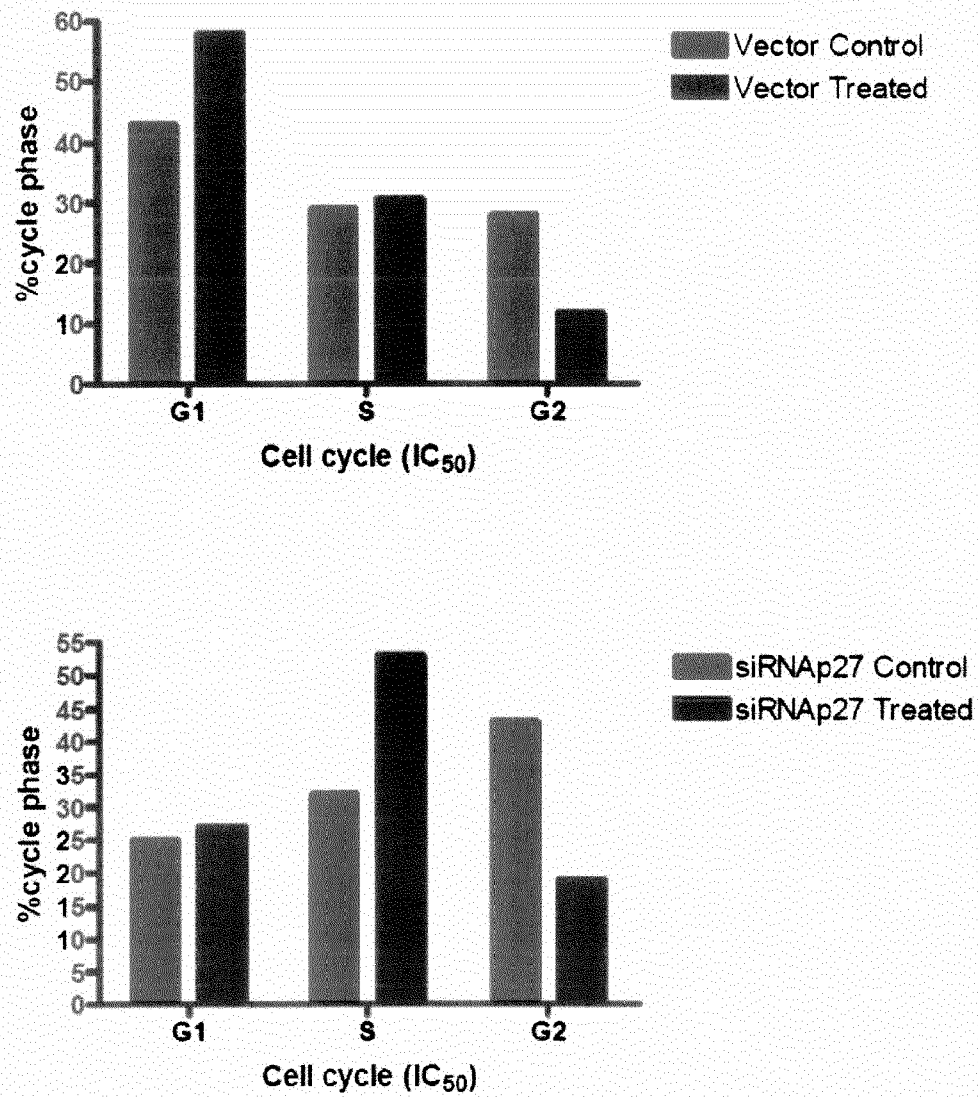 60
50
40
30
20
10
0
%cycle phase
G1 S G2
Cell cycle (IC50)
Vector Control
Vector Treated
55
50
45
40
35
30
25
20
15
10
5
0
%cycle phase
G1 S G2
Cell cycle (IC50)
siRNAp27 Control
siRNAp27 Treated